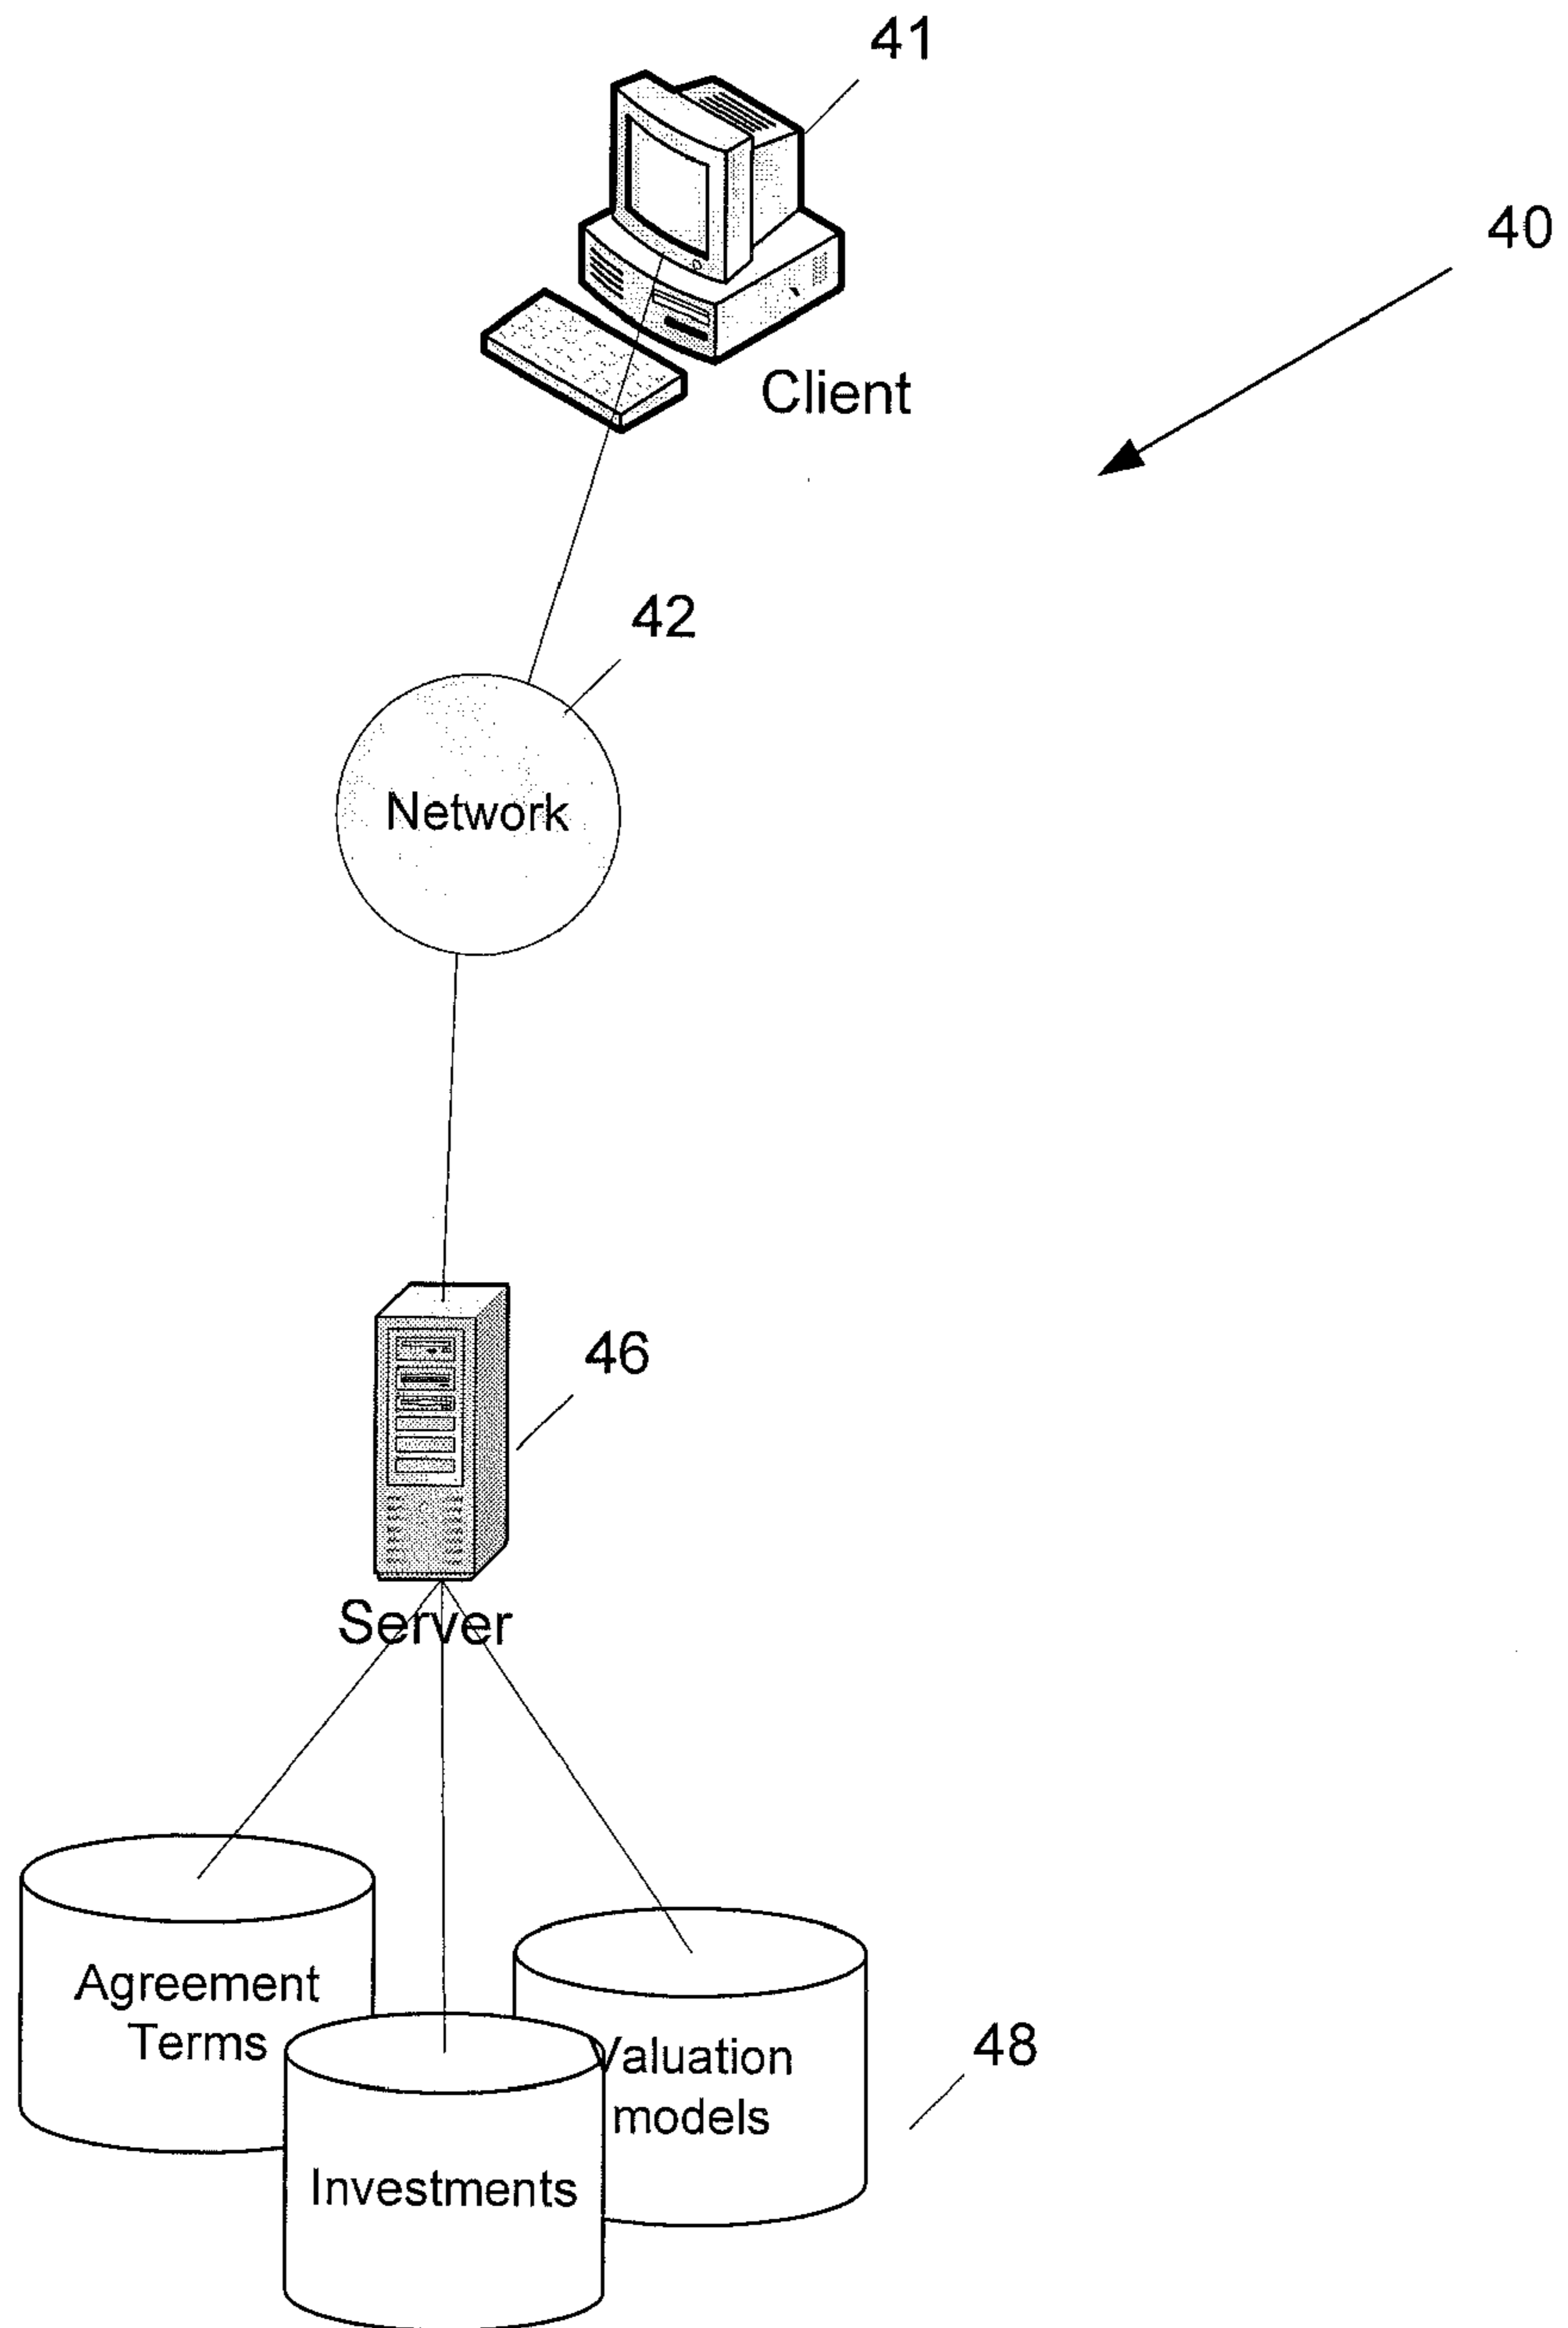 41
40
Client
42
Network
46
Server
Agreement
Terms
Valuation
models
48
Investments